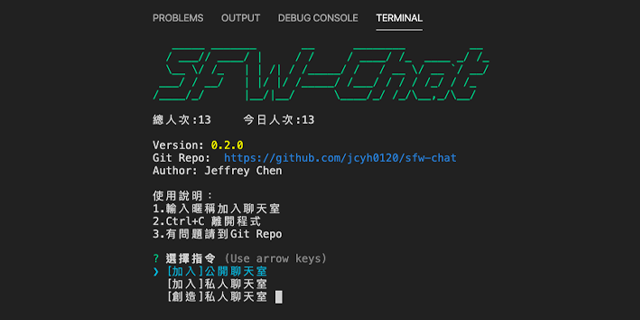 PROBLEMS OUTPUT DEBUG CONSOLE TERMINAL
SFW-Chat
總人次:13 今日人次:13
Version: 0.2.0
Git Repo: https://github.com/jcyh0120/sfw-chat
Author: Jeffrey Chen
使用說明：
1.輸入暱稱加入聊天室
2.Ctrl+C 離開程式
3.有問題請到Git Repo
? 選擇指令 (Use arrow keys)
❯ [加入]公開聊天室
[加入]私人聊天室
[創造]私人聊天室